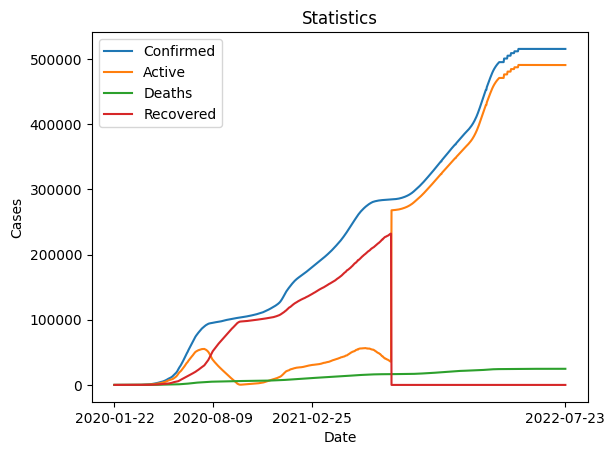 Statistics
Confirmed
Active
Deaths
Recovered
500000
400000
300000
200000
100000
0
Cases
2020-01-22 2020-08-09 2021-02-25 2022-07-23
Date